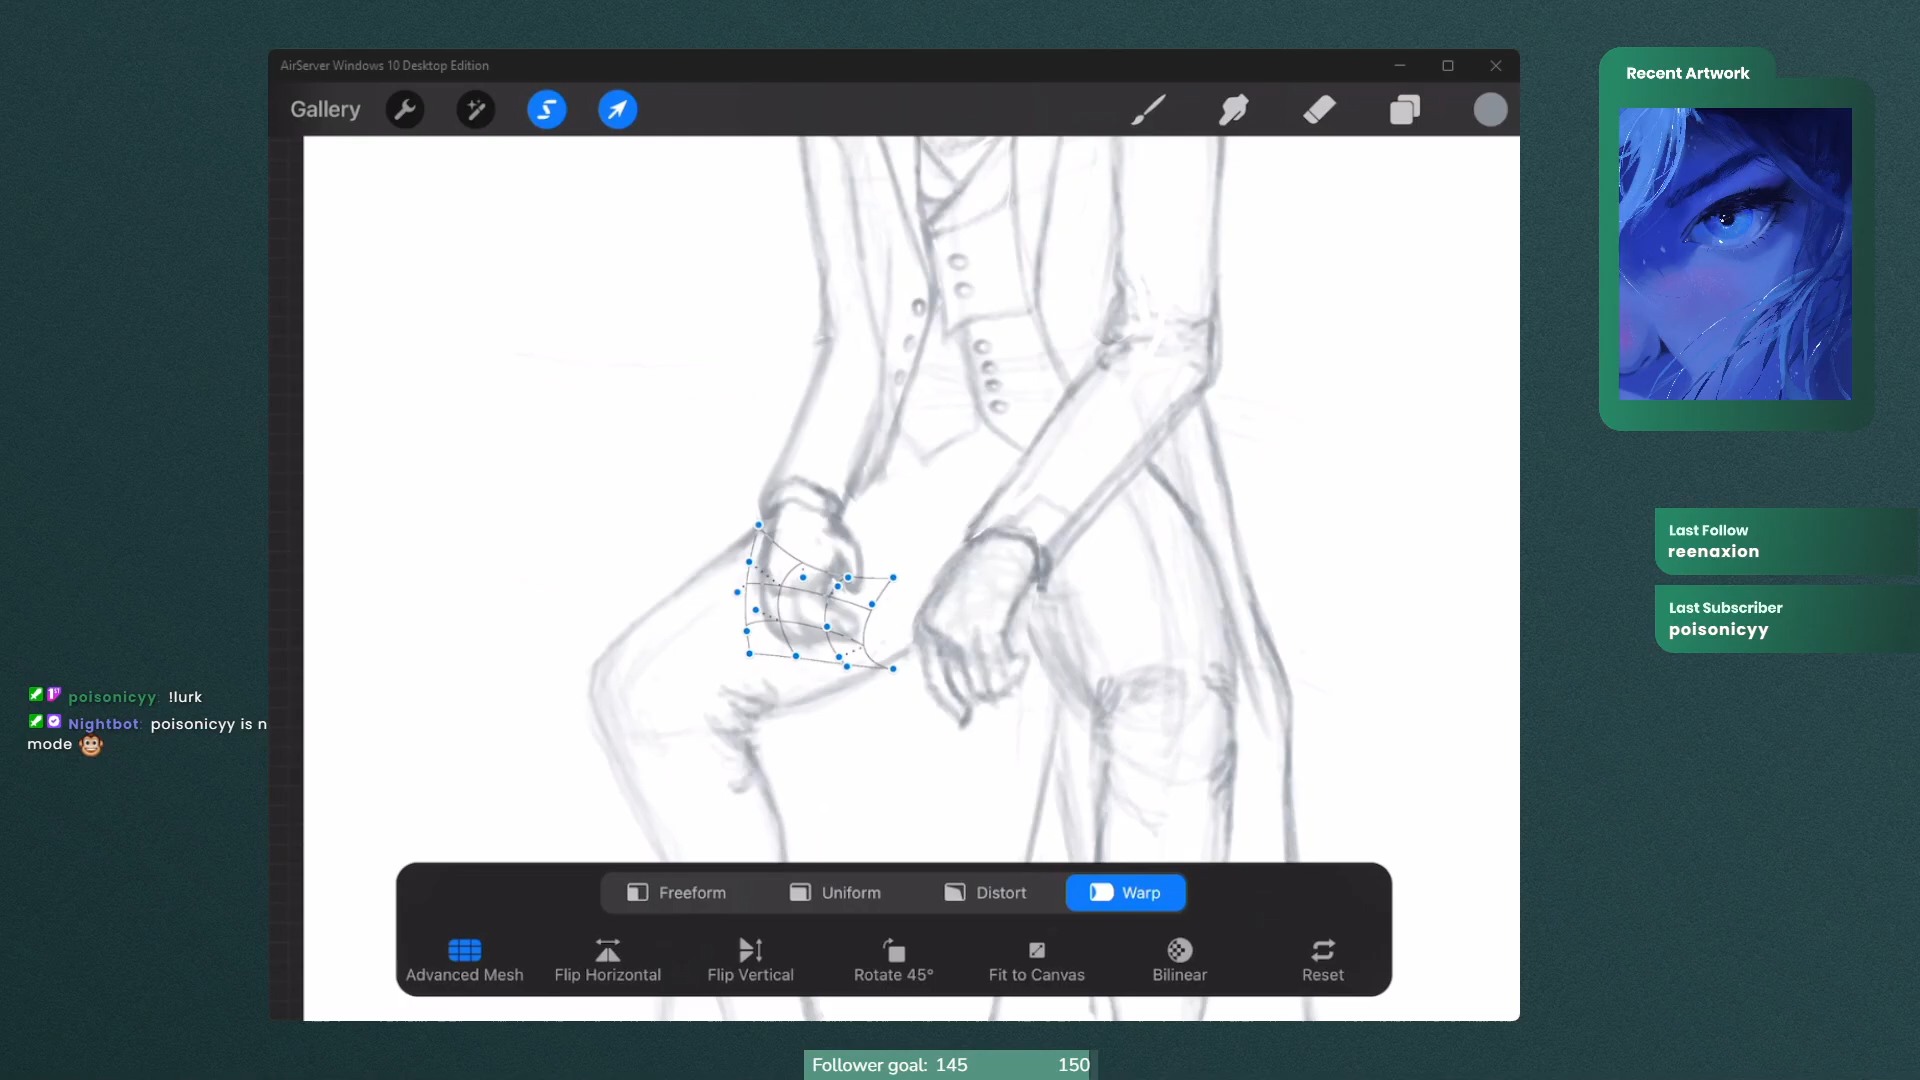 AirServer Windows 10 Desktop Edition
Gallery
Recent Artwork
Last Follow
reenaxion
Last Subscriber
poisonicyy
poisonicyy: !lurk
Nightbot: poisonicyy is n
mode
Freeform Uniform Distort Warp
Advanced Mesh Flip Horizontal Flip Vertical Rotate 45° Fit to Canvas Bilinear Reset
Follower goal: 145 150